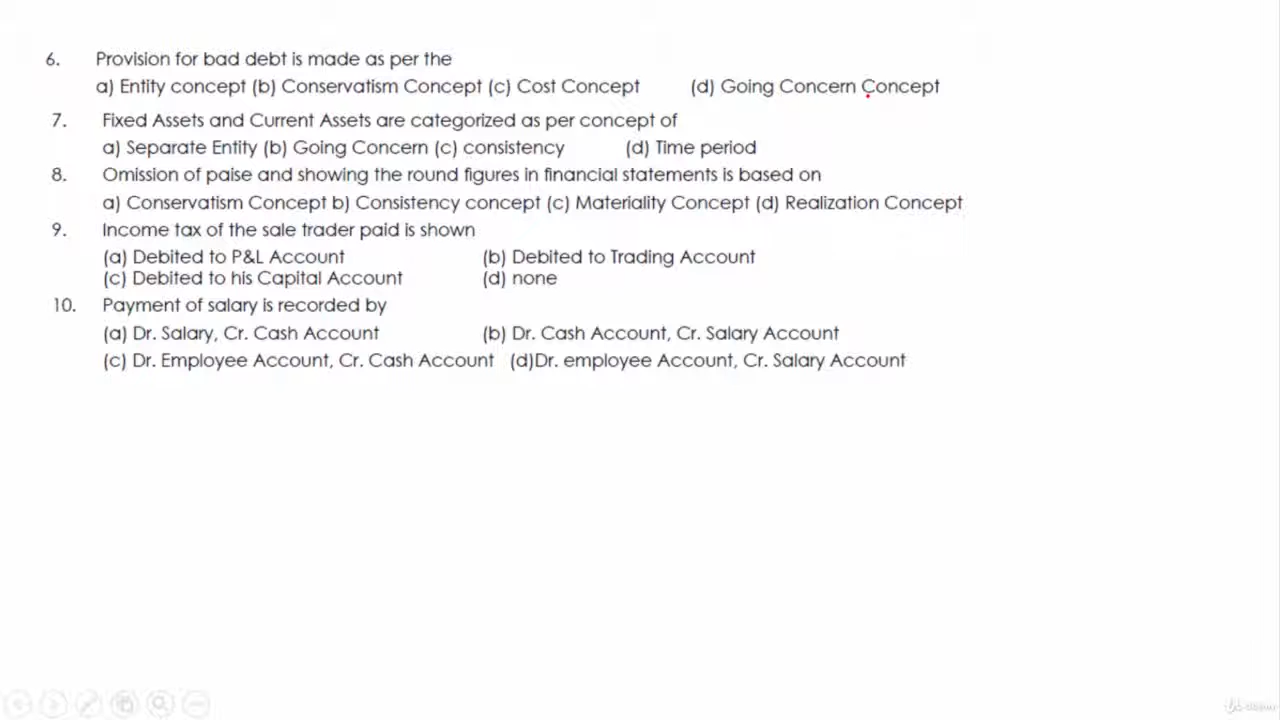 6. Provision for bad debt is made as per the
a) Entity concept (b) Conservatism Concept (c) Cost Concept (d) Going Concern Concept
7. Fixed Assets and Current Assets are categorized as per concept of
a) Separate Entity (b) Going Concern (c) consistency (d) Time period
8. Omission of paise and showing the round figures in financial statements is based on
a) Conservatism Concept b) Consistency concept (c) Materiality Concept (d) Realization Concept
9. Income tax of the sale trader paid is shown
(a) Debited to P&L Account (b) Debited to Trading Account
(c) Debited to his Capital Account (d) none
10. Payment of salary is recorded by
(a) Dr. Salary, Cr. Cash Account (b) Dr. Cash Account, Cr. Salary Account
(c) Dr. Employee Account, Cr. Cash Account (d)Dr. employee Account, Cr. Salary Account